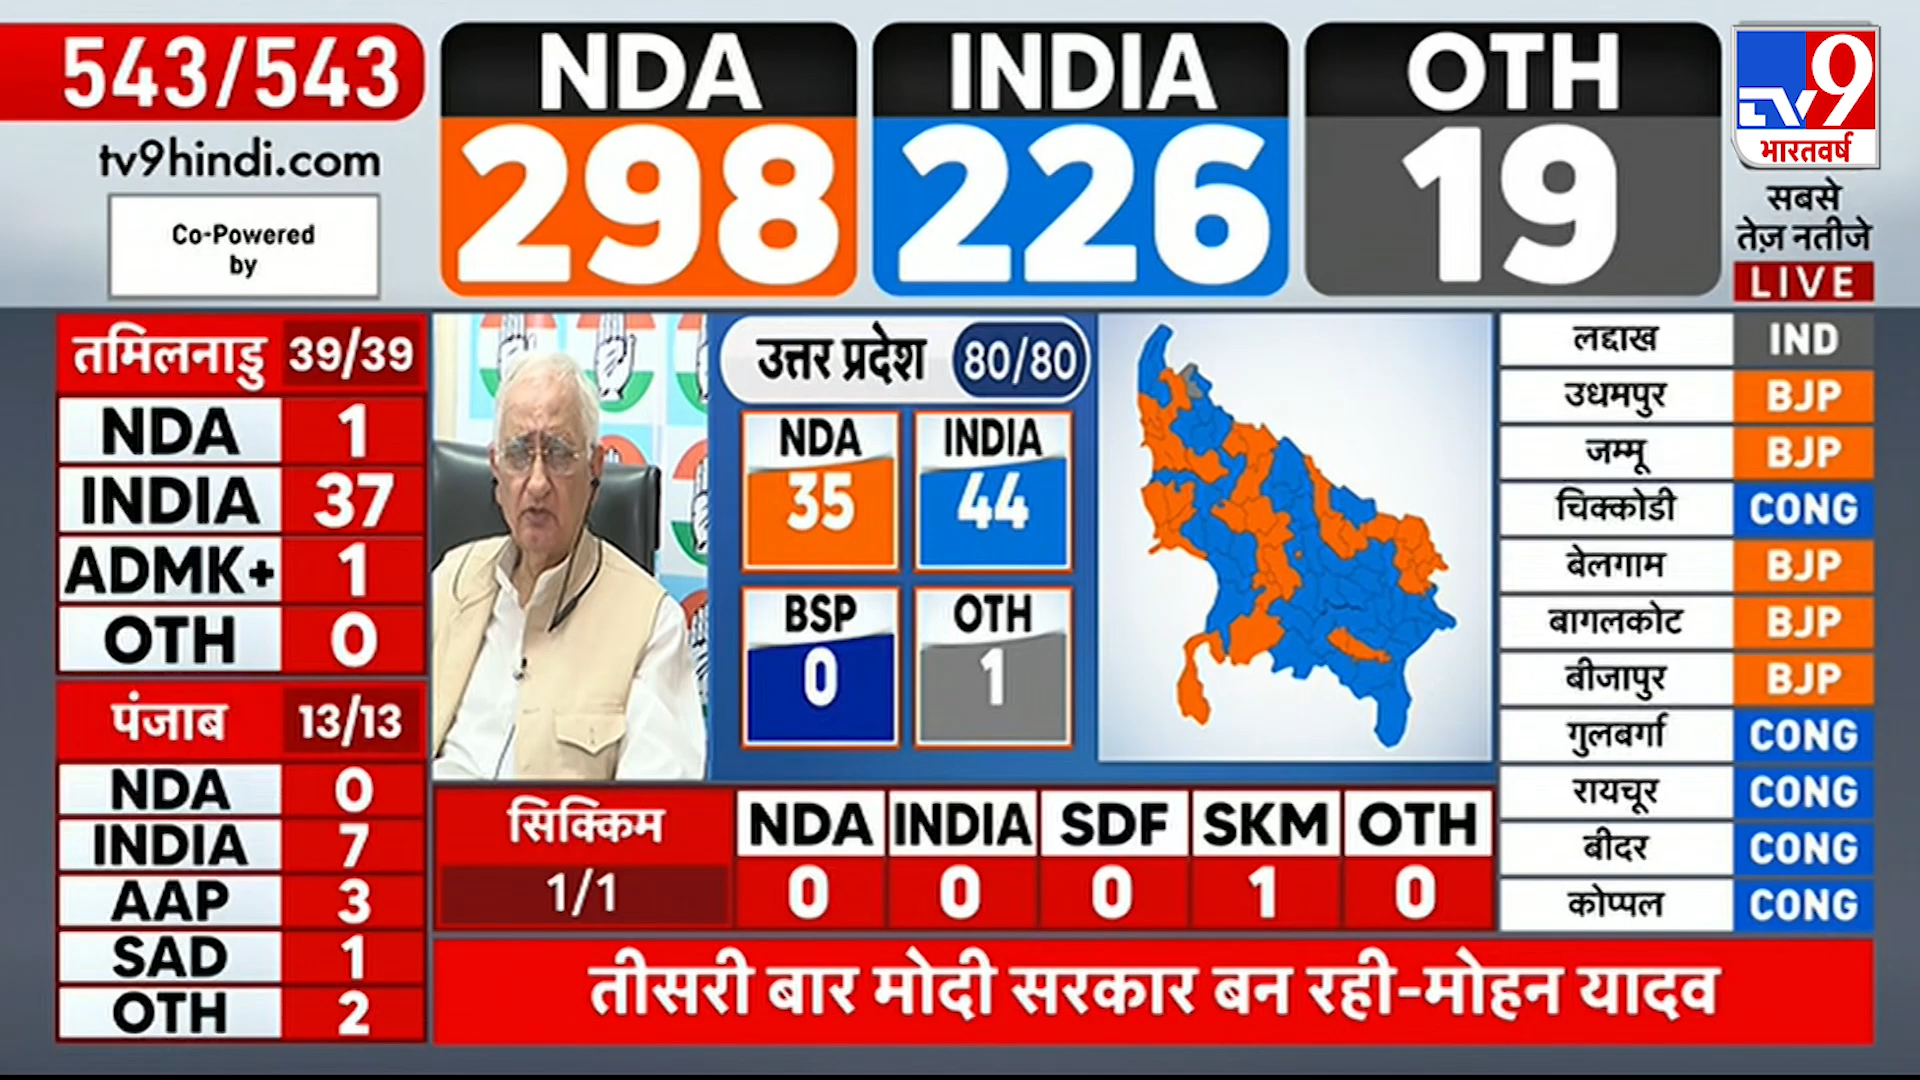 543/543
tv9hindi.com
Co-Powered
by
NDA
298
INDIA
226
OTH
19
TV9
भारतवर्ष
सबसे
तेज़ नतीजे
LIVE
तमिलनाडु 39/39
NDA 1
INDIA 37
ADMK+ 1
OTH 0
पंजाब 13/13
NDA 0
INDIA 7
AAP 3
SAD 1
OTH 2
उत्तर प्रदेश 80/80
NDA INDIA
35 44
BSP OTH
0 1
सिक्किम NDA INDIA SDF SKM OTH
1/1 0 0 0 1 0
लद्दाख IND
उधमपुर BJP
जम्मू BJP
चिक्कोडी CONG
बेलगाम BJP
बागलकोट BJP
बीजापुर BJP
गुलबर्गा CONG
रायचूर CONG
बीदर CONG
कोप्पल CONG
तीसरी बार मोदी सरकार बन रही-मोहन यादव